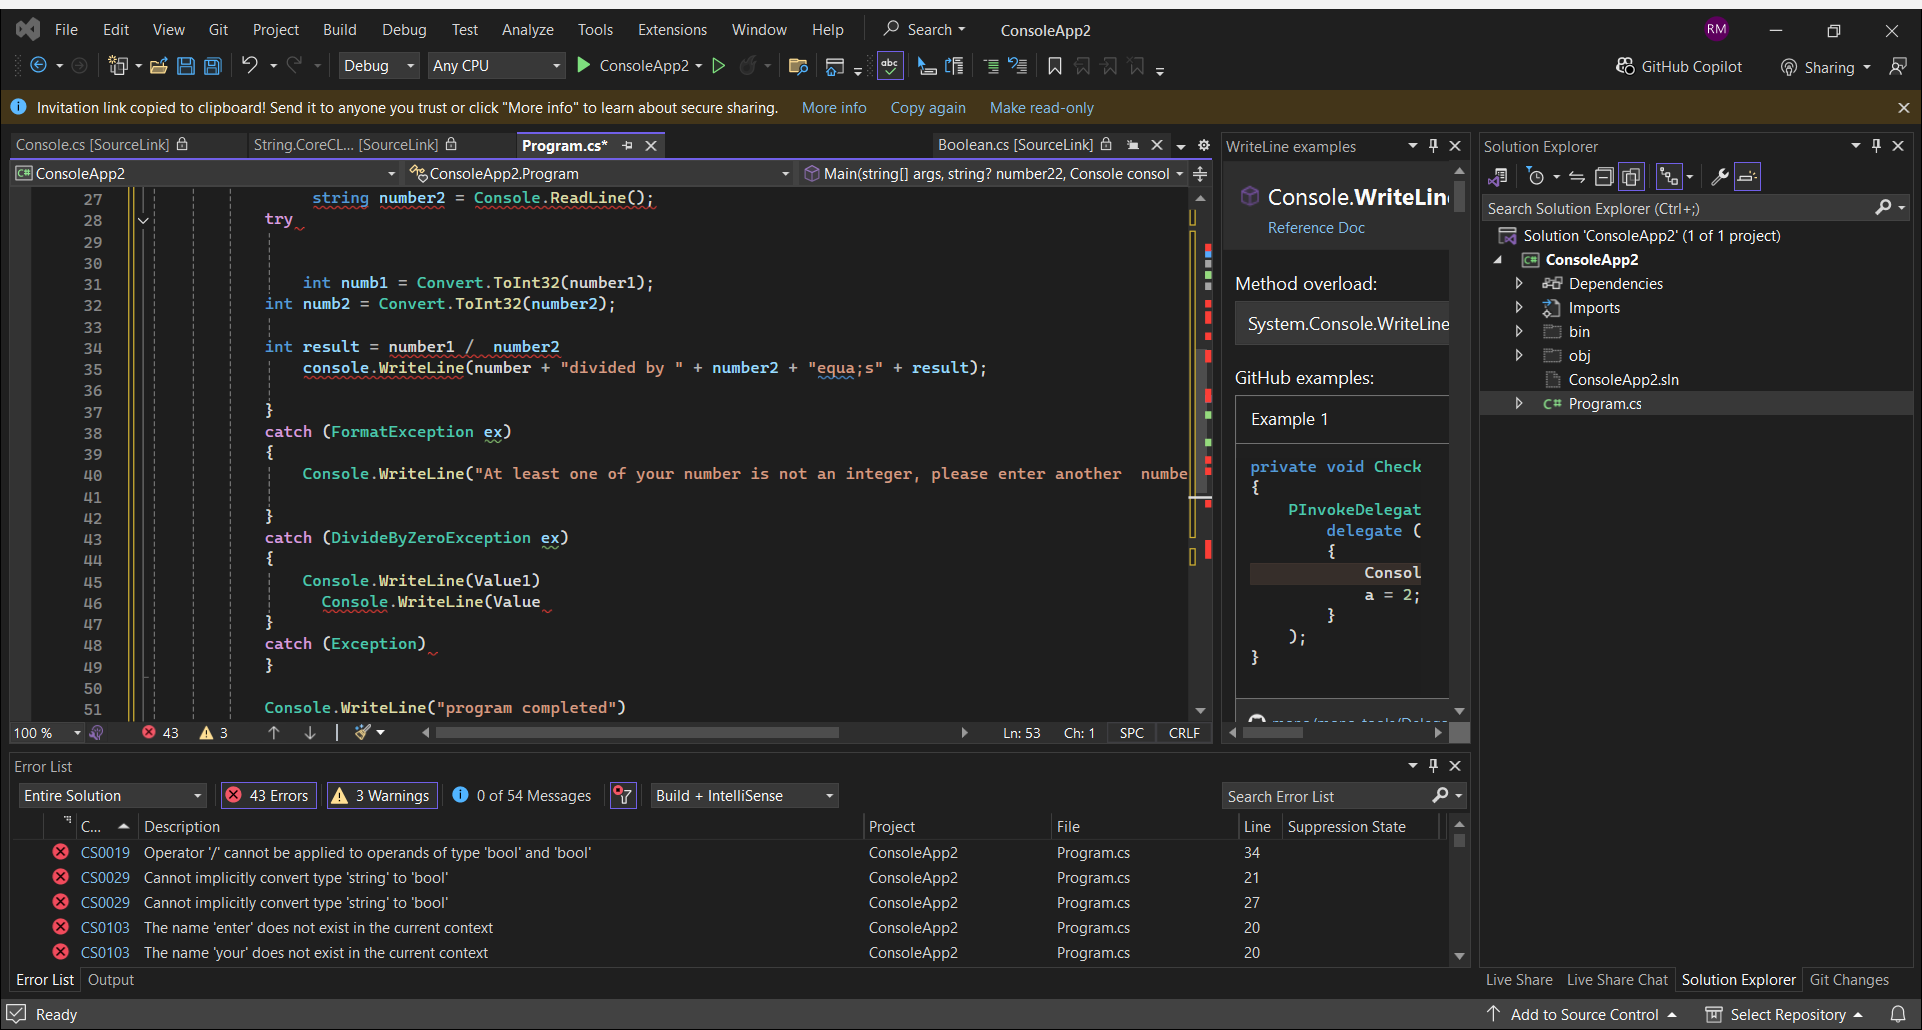 File Edit View Git Project Build Debug Test Analyze Tools Extensions Window Help Search ConsoleApp2 RM
Debug Any CPU ConsoleApp2 abc GitHub Copilot Sharing
Invitation link copied to clipboard! Send it to anyone you trust or click "More info" to learn about secure sharing. More info Copy again Make read-only
Console.cs [SourceLink] String.CoreCL... [SourceLink] Program.cs* Boolean.cs [SourceLink]
C# ConsoleApp2 ConsoleApp2.Program Main(string[] args, string? number22, Console consol
27 string number2 = Console.ReadLine();
28 try
29
30
31 int numb1 = Convert.ToInt32(number1);
32 int numb2 = Convert.ToInt32(number2);
33
34 int result = number1 / number2
35 console.WriteLine(number + "divided by " + number2 + "equa;s" + result);
36
37 }
38 catch (FormatException ex)
39 {
40 Console.WriteLine("At least one of your number is not an integer, please enter another numbe
41
42 }
43 catch (DivideByZeroException ex)
44 {
45 Console.WriteLine(Value1)
46 Console.WriteLine(Value
47 }
48 catch (Exception)
49 }
50
51 Console.WriteLine("program completed")
100 % 43 3 Ln: 53 Ch: 1 SPC CRLF
WriteLine examples
Console.WriteLin
Reference Doc
Method overload:
System.Console.WriteLine
GitHub examples:
Example 1
private void Check
{
PInvokeDelegat
delegate (
{
Consol
a = 2;
}
);
}
Solution Explorer
Search Solution Explorer (Ctrl+;)
Solution 'ConsoleApp2' (1 of 1 project)
C# ConsoleApp2
Dependencies
Imports
bin
obj
ConsoleApp2.sln
C# Program.cs
Error List
Entire Solution 43 Errors 3 Warnings 0 of 54 Messages Build + IntelliSense Search Error List
C... Description Project File Line Suppression State
CS0019 Operator '/' cannot be applied to operands of type 'bool' and 'bool' ConsoleApp2 Program.cs 34
CS0029 Cannot implicitly convert type 'string' to 'bool' ConsoleApp2 Program.cs 21
CS0029 Cannot implicitly convert type 'string' to 'bool' ConsoleApp2 Program.cs 27
CS0103 The name 'enter' does not exist in the current context ConsoleApp2 Program.cs 20
CS0103 The name 'your' does not exist in the current context ConsoleApp2 Program.cs 20
Error List Output
Live Share Live Share Chat Solution Explorer Git Changes
Ready Add to Source Control Select Repository